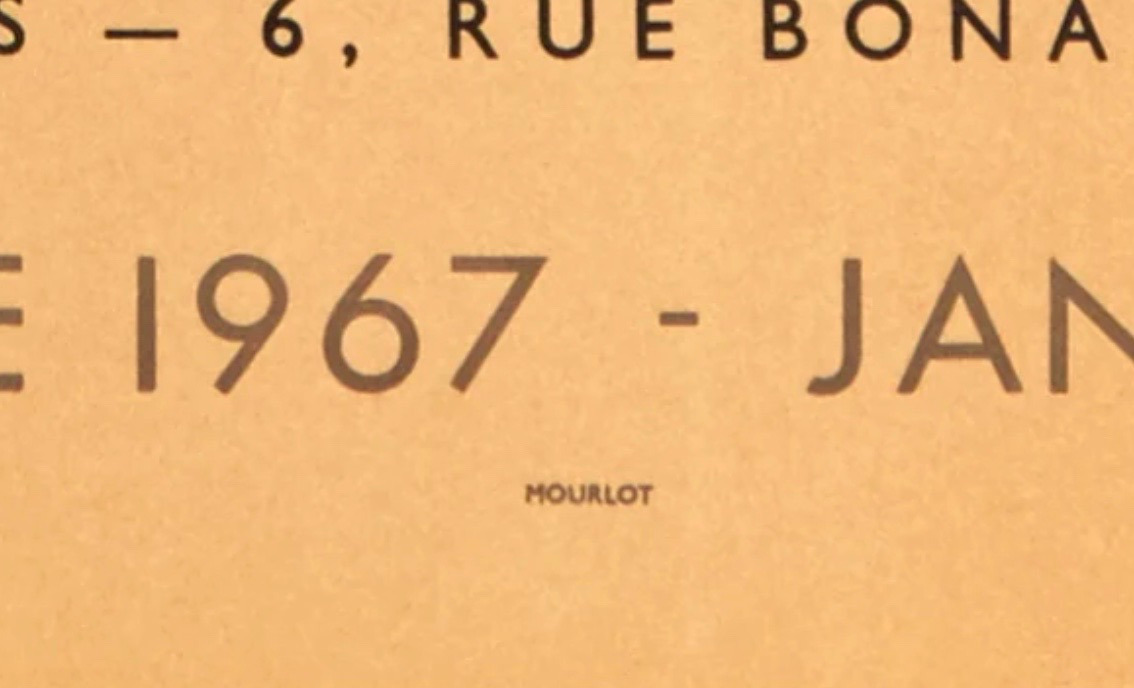 S — 6, RUE BONA
E 1967 - JAN
MOURLOT